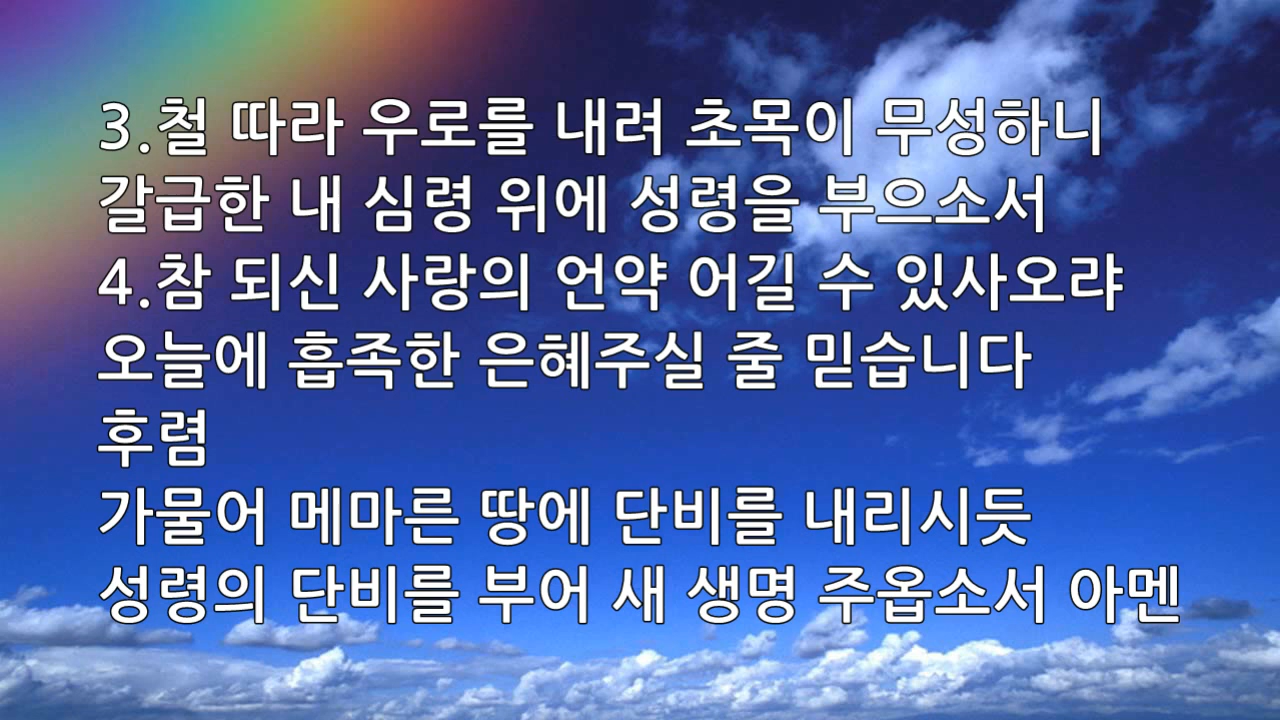 3.철 따라 우로를 내려 초목이 무성하니
갈급한 내 심령 위에 성령을 부으소서
4.참 되신 사랑의 언약 어길 수 있사오랴
오늘에 흡족한 은혜주실 줄 믿습니다
후렴
가물어 메마른 땅에 단비를 내리시듯
성령의 단비를 부어 새 생명 주옵소서 아멘